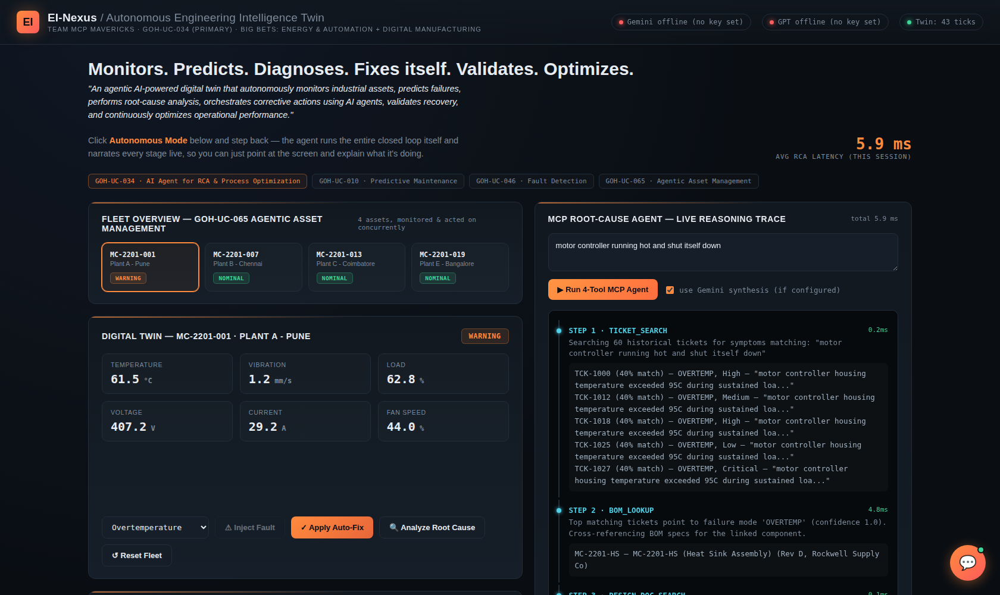 EI
EI-Nexus / Autonomous Engineering Intelligence Twin
TEAM MCP MAVERICKS · GOH-UC-034 (PRIMARY) · BIG BETS: ENERGY & AUTOMATION + DIGITAL MANUFACTURING
Gemini offline (no key set)
GPT offline (no key set)
Twin: 43 ticks
Monitors. Predicts. Diagnoses. Fixes itself. Validates. Optimizes.
"An agentic AI-powered digital twin that autonomously monitors industrial assets, predicts failures,
performs root-cause analysis, orchestrates corrective actions using AI agents, validates recovery,
and continuously optimizes operational performance."
Click Autonomous Mode below and step back — the agent runs the entire closed loop itself and
narrates every stage live, so you can just point at the screen and explain what it's doing.
5.9 ms
AVG RCA LATENCY (THIS SESSION)
GOH-UC-034 · AI Agent for RCA & Process Optimization
GOH-UC-010 · Predictive Maintenance
GOH-UC-046 · Fault Detection
GOH-UC-065 · Agentic Asset Management
FLEET OVERVIEW — GOH-UC-065 AGENTIC ASSET
MANAGEMENT
4 assets, monitored & acted on
concurrently
MC-2201-001
Plant A - Pune
WARNING
MC-2201-007
Plant B - Chennai
NOMINAL
MC-2201-013
Plant C - Coimbatore
NOMINAL
MC-2201-019
Plant E - Bangalore
NOMINAL
DIGITAL TWIN — MC-2201-001 · PLANT A - PUNE
WARNING
TEMPERATURE
61.5 °C
VIBRATION
1.2 mm/s
LOAD
62.8 %
VOLTAGE
407.2 V
CURRENT
29.2 A
FAN SPEED
44.0 %
Overtemperature
⚠ Inject Fault
✓ Apply Auto-Fix
🔍 Analyze Root Cause
↺ Reset Fleet
MCP ROOT-CAUSE AGENT — LIVE REASONING TRACE
total 5.9 ms
motor controller running hot and shut itself down
▶ Run 4-Tool MCP Agent
use Gemini synthesis (if configured)
STEP 1 · TICKET_SEARCH
0.2ms
Searching 60 historical tickets for symptoms matching: "motor
controller running hot and shut itself down"
TCK-1000 (40% match) — OVERTEMP, High — "motor controller housing
temperature exceeded 95C during sustained loa..."
TCK-1012 (40% match) — OVERTEMP, Medium — "motor controller housing
temperature exceeded 95C during sustained loa..."
TCK-1018 (40% match) — OVERTEMP, High — "motor controller housing
temperature exceeded 95C during sustained loa..."
TCK-1025 (40% match) — OVERTEMP, Low — "motor controller housing
temperature exceeded 95C during sustained loa..."
TCK-1027 (40% match) — OVERTEMP, Critical — "motor controller
housing temperature exceeded 95C during sustained loa..."
STEP 2 · BOM_LOOKUP
4.8ms
Top matching tickets point to failure mode 'OVERTEMP' (confidence 1.0).
Cross-referencing BOM specs for the linked component.
MC-2201-HS — MC-2201-HS (Heat Sink Assembly) (Rev D, Rockwell Supply
Co)
STEP 3 · DESIGN_DOC_SEARCH
0.1ms